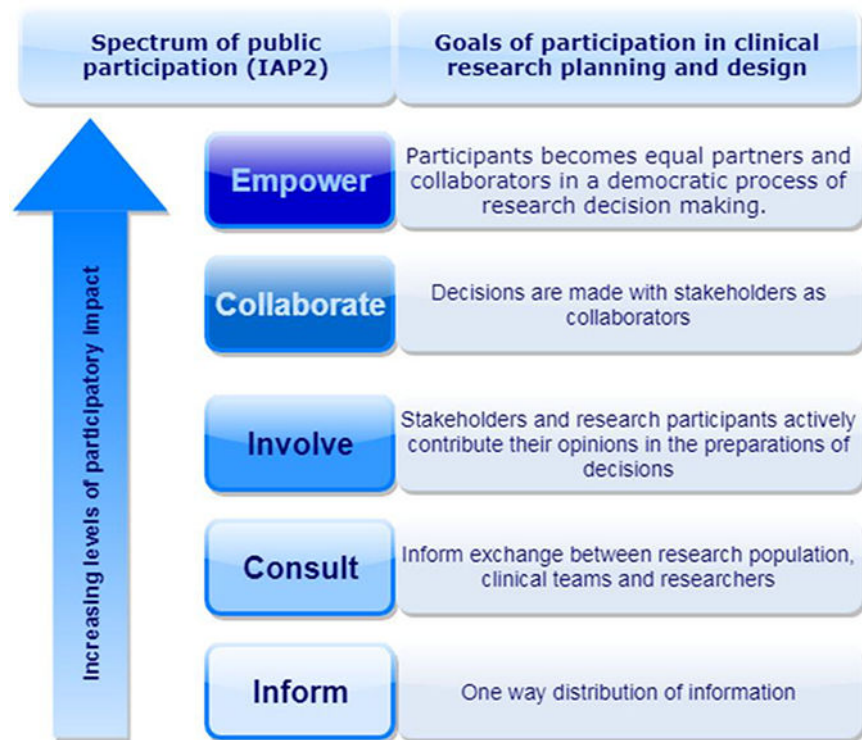 Spectrum of public
participation (IAP2)
Goals of participation in clinical
research planning and design
Increasing levels of participatory impact
Empower
Participants becomes equal partners and
collaborators in a democratic process of
research decision making.
Collaborate
Decisions are made with stakeholders as
collaborators
Involve
Stakeholders and research participants actively
contribute their opinions in the preparations of
decisions
Consult
Inform exchange between research population,
clinical teams and researchers
Inform
One way distribution of information